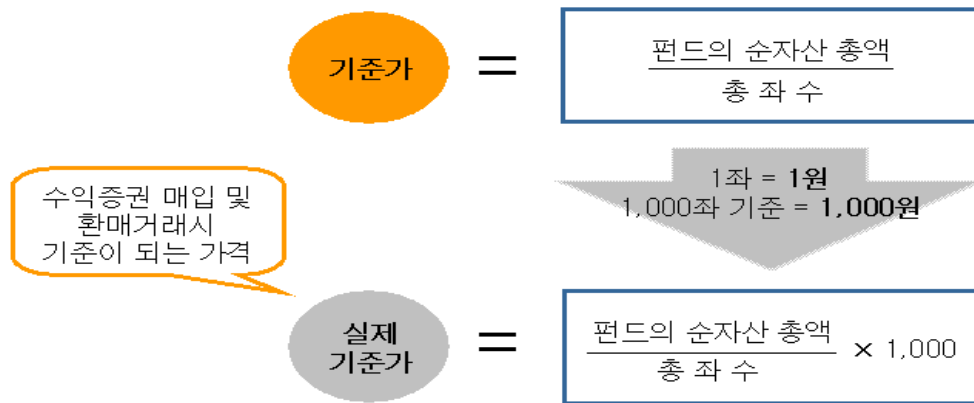 기준가
=
펀드의 순자산 총액
총 좌 수
1좌 = 1원
1,000좌 기준 = 1,000원
수익증권 매입 및
환매거래시
기준이 되는 가격
실제
기준가
=
펀드의 순자산 총액
총 좌 수
× 1,000